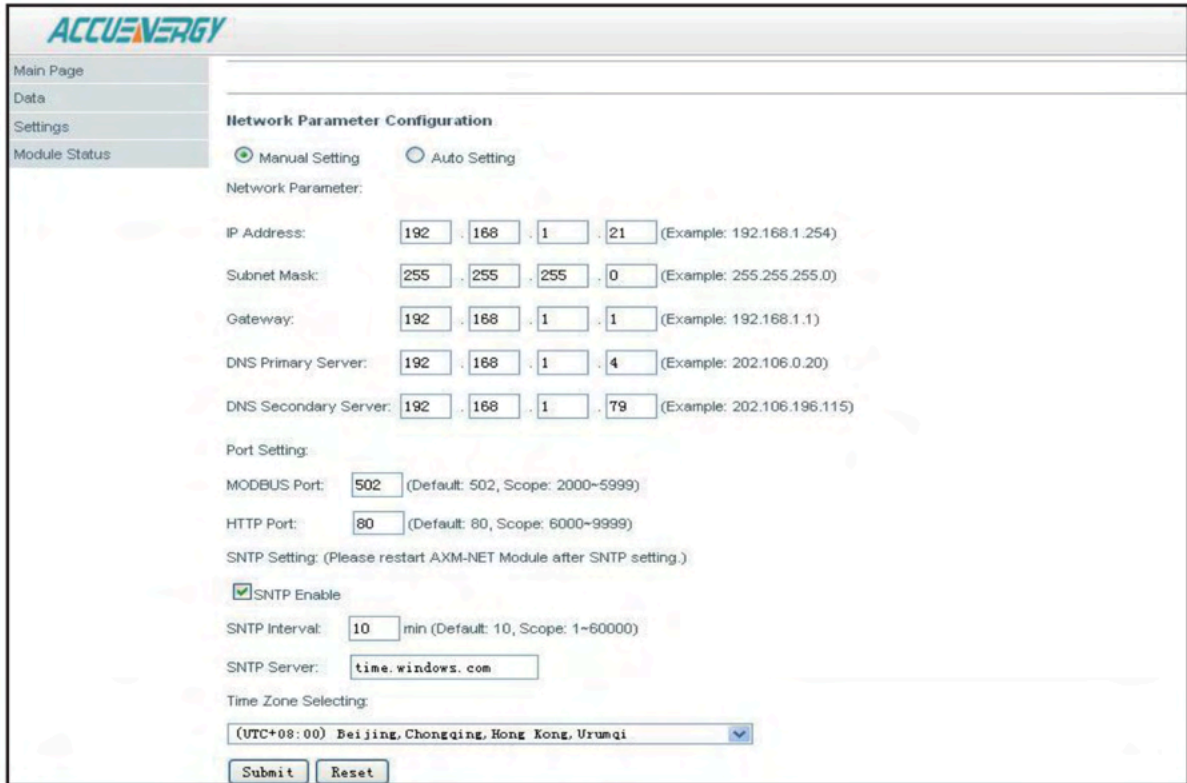 ACCUENERGY
Main Page
Data
Settings
Module Status
Network Parameter Configuration
Manual Setting Auto Setting
Network Parameter:
IP Address: 192 . 168 . 1 . 21 (Example: 192.168.1.254)
Subnet Mask: 255 . 255 . 255 . 0 (Example: 255.255.255.0)
Gateway: 192 . 168 . 1 . 1 (Example: 192.168.1.1)
DNS Primary Server: 192 . 168 . 1 . 4 (Example: 202.106.0.20)
DNS Secondary Server: 192 . 168 . 1 . 79 (Example: 202.106.196.115)
Port Setting:
MODBUS Port: 502 (Default: 502, Scope: 2000~5999)
HTTP Port: 80 (Default: 80, Scope: 6000~9999)
SNTP Setting: (Please restart AXM-NET Module after SNTP setting.)
SNTP Enable
SNTP Interval: 10 min (Default: 10, Scope: 1~60000)
SNTP Server: time.windows.com
Time Zone Selecting:
(UTC+08:00) Beijing,Chongqing,Hong Kong,Urumqi
Submit Reset